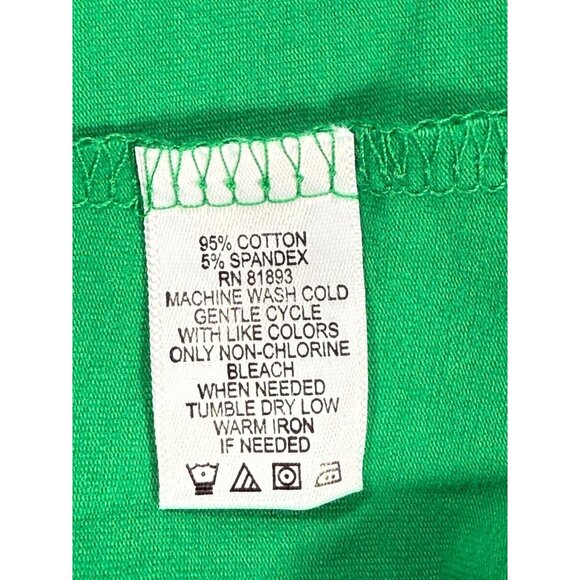 95% COTTON
5% SPANDEX
RN 81893
MACHINE WASH COLD
GENTLE CYCLE
WITH LIKE COLORS
ONLY NON-CHLORINE
BLEACH
WHEN NEEDED
TUMBLE DRY LOW
WARM IRON
IF NEEDED